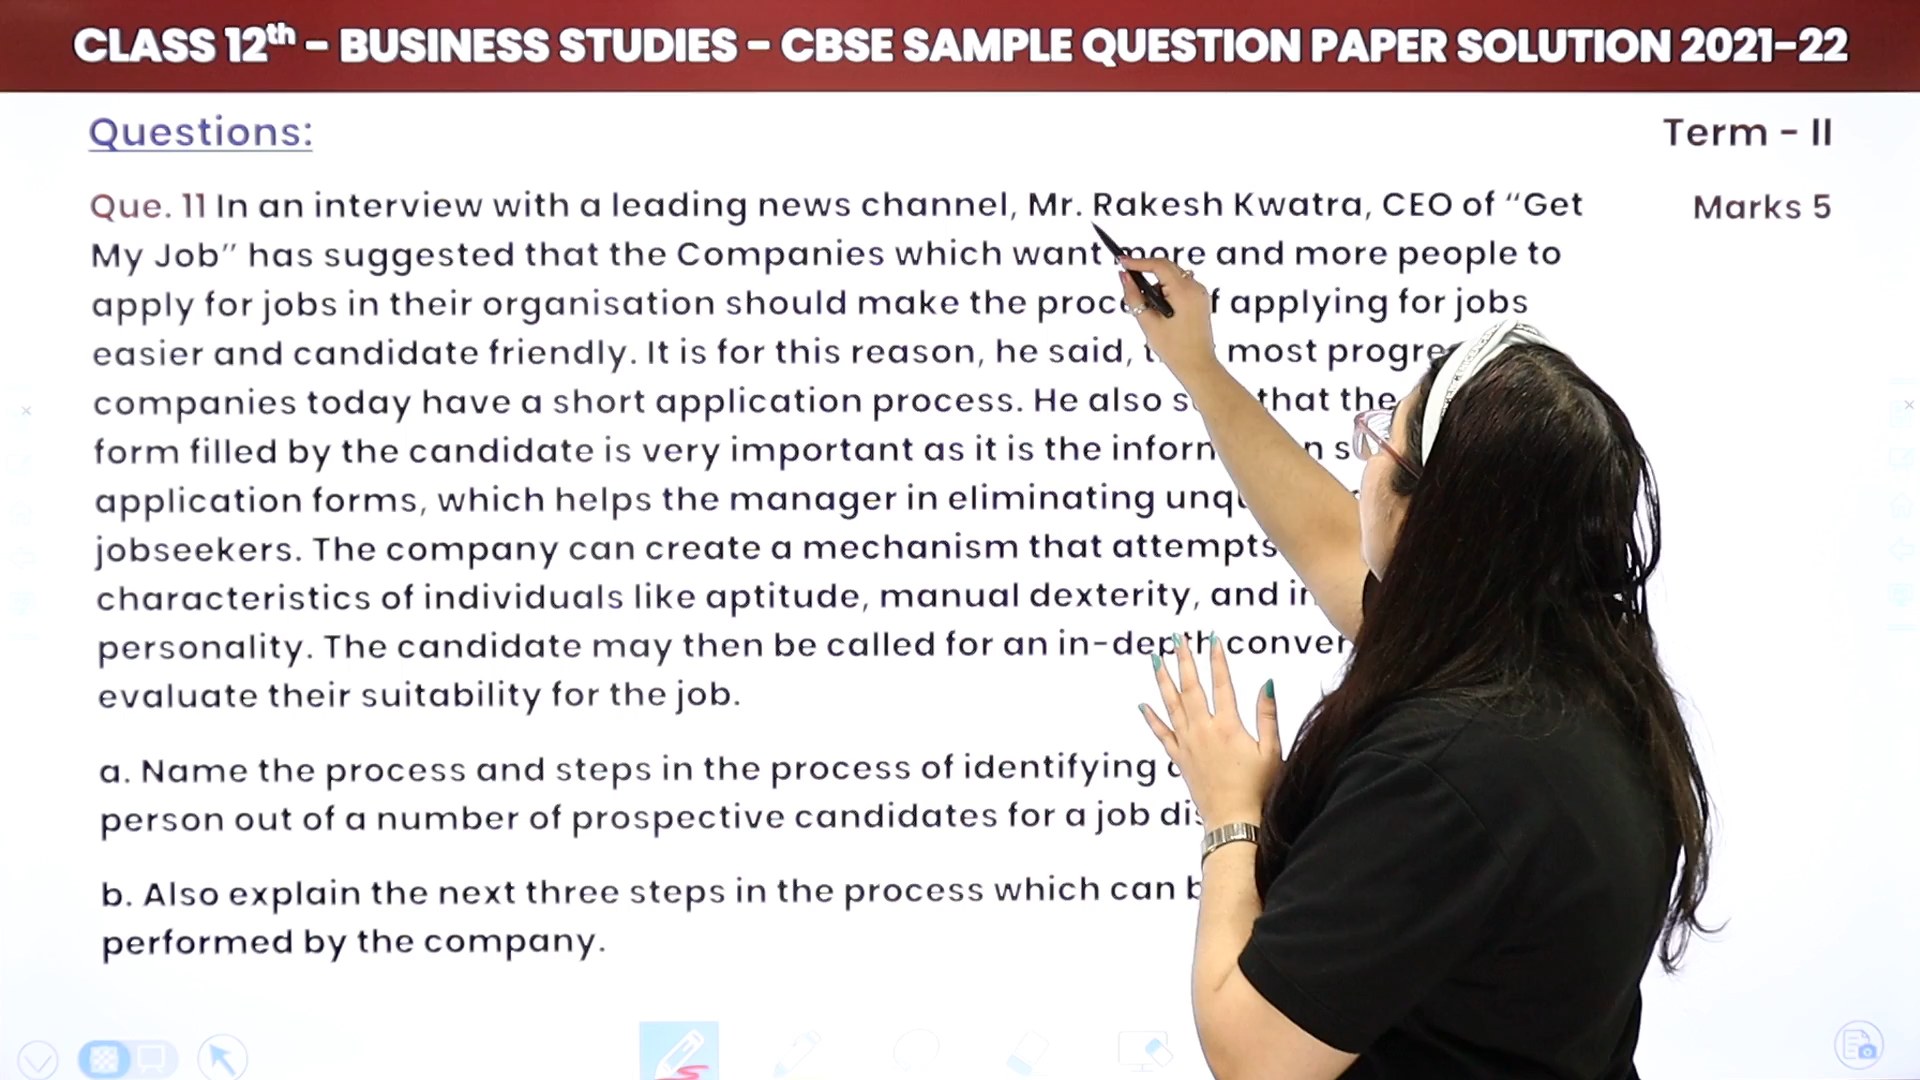 CLASS 12th – BUSINESS STUDIES – CBSE SAMPLE QUESTION PAPER SOLUTION 2021–22
Questions:
Term - II
Que. 11 In an interview with a leading news channel, Mr. Rakesh Kwatra, CEO of “Get
Marks 5
My Job” has suggested that the Companies which want more and more people to
apply for jobs in their organisation should make the applying for jobs
easier and candidate friendly. It is for this reason, he said, most
companies today have a short application process. He also that the
form filled by the candidate is very important as it is the
application forms, which helps the manager in eliminating
jobseekers. The company can create a mechanism that attempts
characteristics of individuals like aptitude, manual dexterity, and
personality. The candidate may then be called for an in-depth
evaluate their suitability for the job.
a. Name the process and steps in the process of identifying
person out of a number of prospective candidates for a job
b. Also explain the next three steps in the process which can
performed by the company.